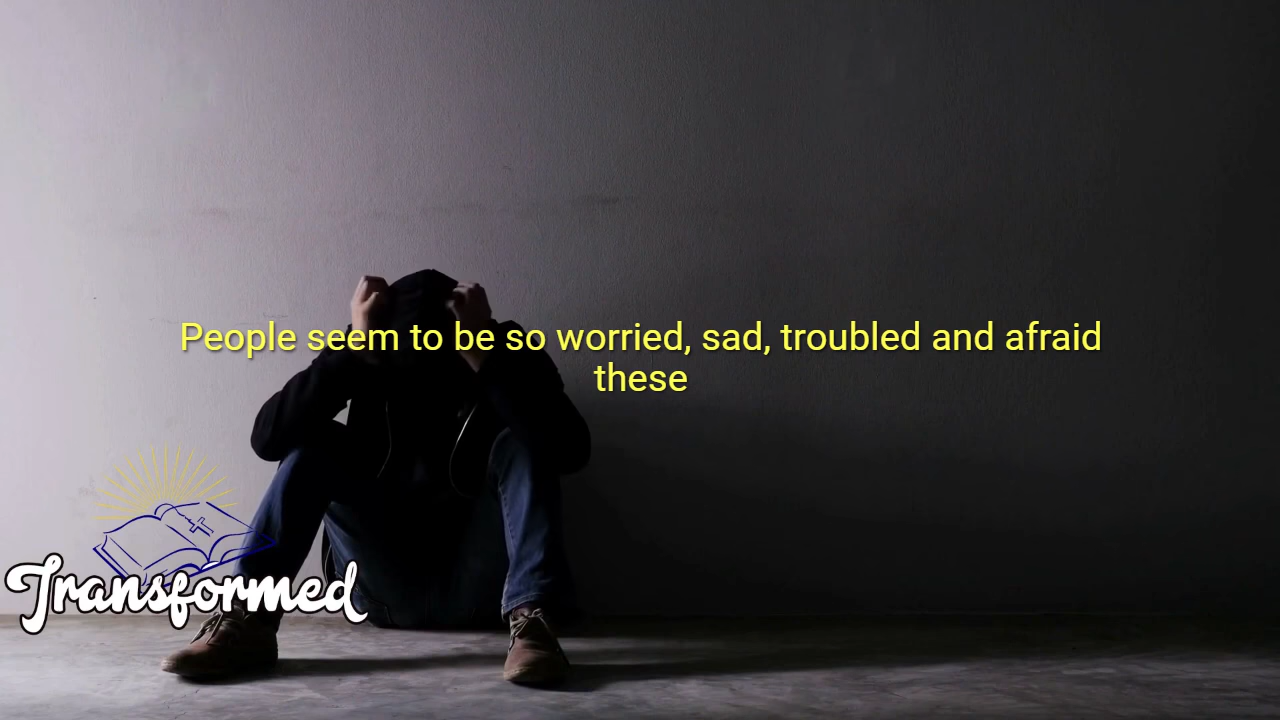 People seem to be so worried, sad, troubled and afraid
these
Transformed